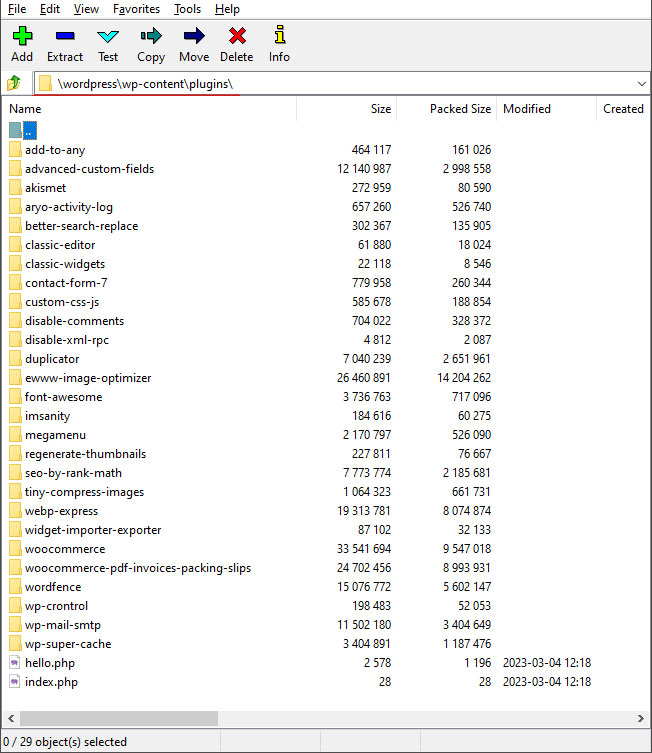 File Edit View Favorites Tools Help
Add Extract Test Copy Move Delete Info
\wordpress\wp-content\plugins\
Name Size Packed Size Modified Created
..
add-to-any 464 117 161 026
advanced-custom-fields 12 140 987 2 998 558
akismet 272 959 80 590
aryo-activity-log 657 260 526 740
better-search-replace 302 367 135 905
classic-editor 61 880 18 024
classic-widgets 22 118 8 546
contact-form-7 779 958 260 344
custom-css-js 585 678 188 854
disable-comments 704 022 328 372
disable-xml-rpc 4 812 2 087
duplicator 7 040 239 2 651 961
ewww-image-optimizer 26 460 891 14 204 262
font-awesome 3 736 763 717 096
imsanity 184 616 60 275
megamenu 2 170 797 526 090
regenerate-thumbnails 227 811 76 667
seo-by-rank-math 7 773 774 2 185 681
tiny-compress-images 1 064 323 661 731
webp-express 19 313 781 8 074 874
widget-importer-exporter 87 102 32 133
woocommerce 33 541 694 9 547 018
woocommerce-pdf-invoices-packing-slips 24 702 456 8 993 931
wordfence 15 076 772 5 602 147
wp-crontrol 198 483 52 053
wp-mail-smtp 11 502 180 3 404 649
wp-super-cache 3 404 891 1 187 476
hello.php 2 578 1 196 2023-03-04 12:18
index.php 28 28 2023-03-04 12:18
0 / 29 object(s) selected